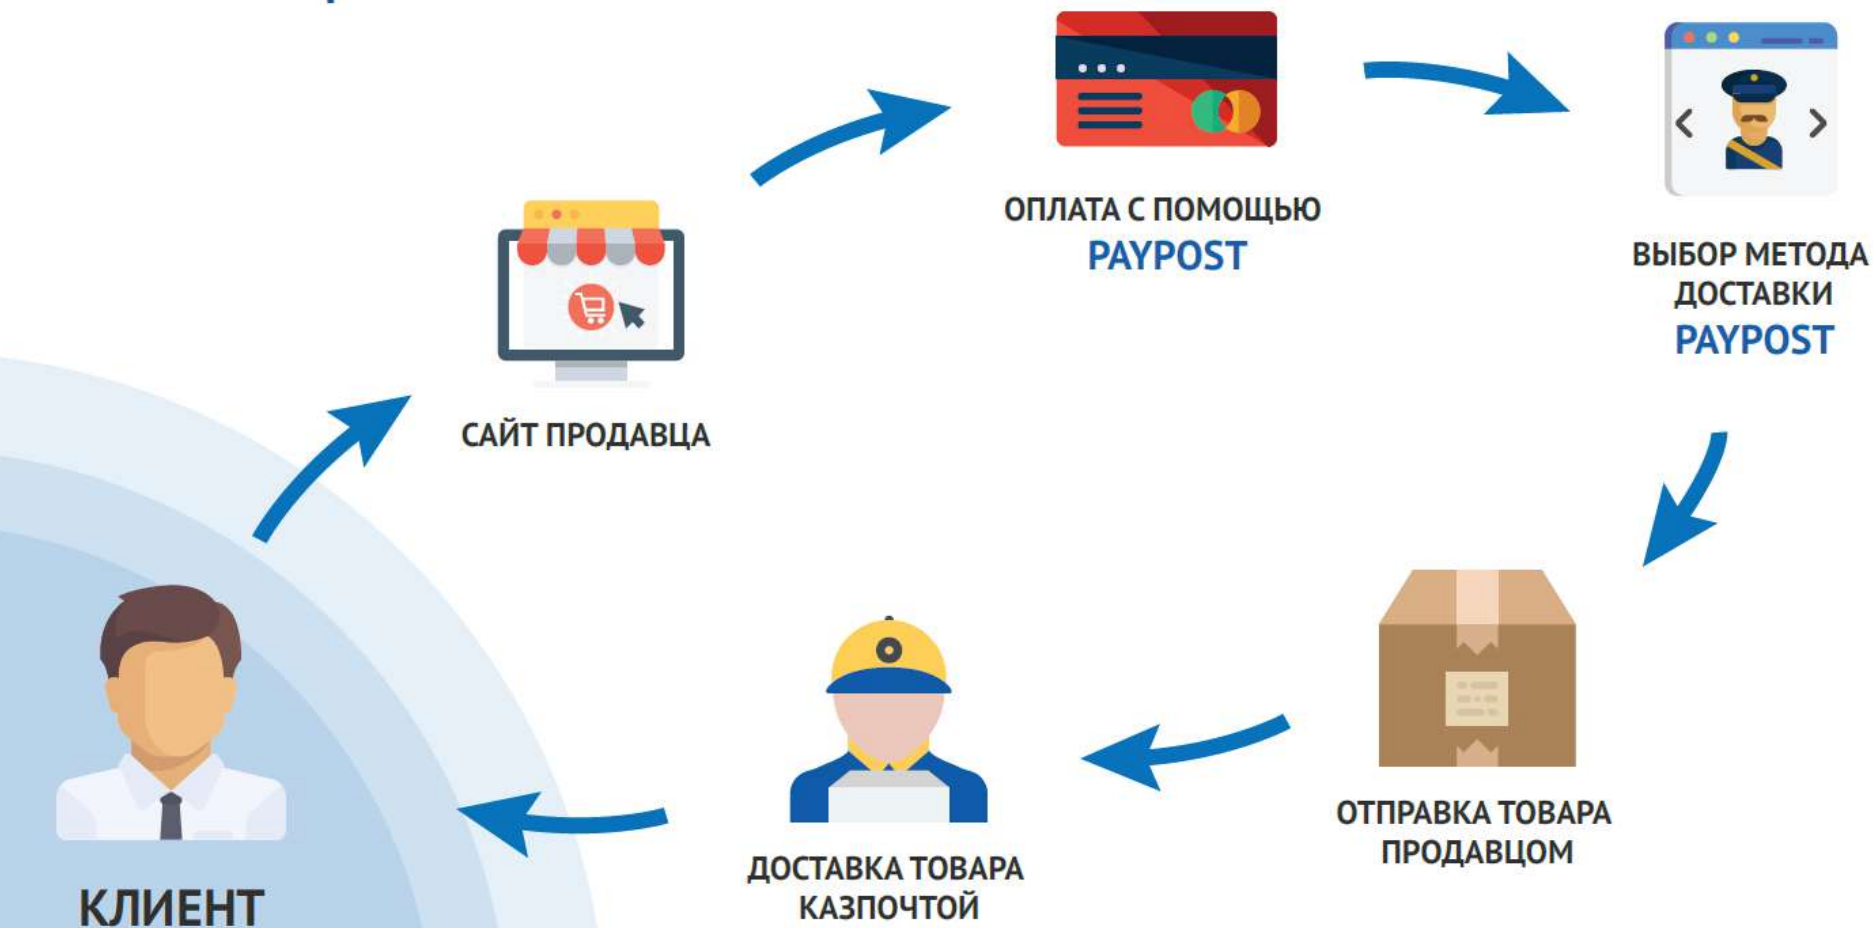 САЙТ ПРОДАВЦА
ОПЛАТА С ПОМОЩЬЮ
PAYPOST
ВЫБОР МЕТОДА
ДОСТАВКИ
PAYPOST
ОТПРАВКА ТОВАРА
ПРОДАВЦОМ
ДОСТАВКА ТОВАРА
КАЗПОЧТОЙ
КЛИЕНТ